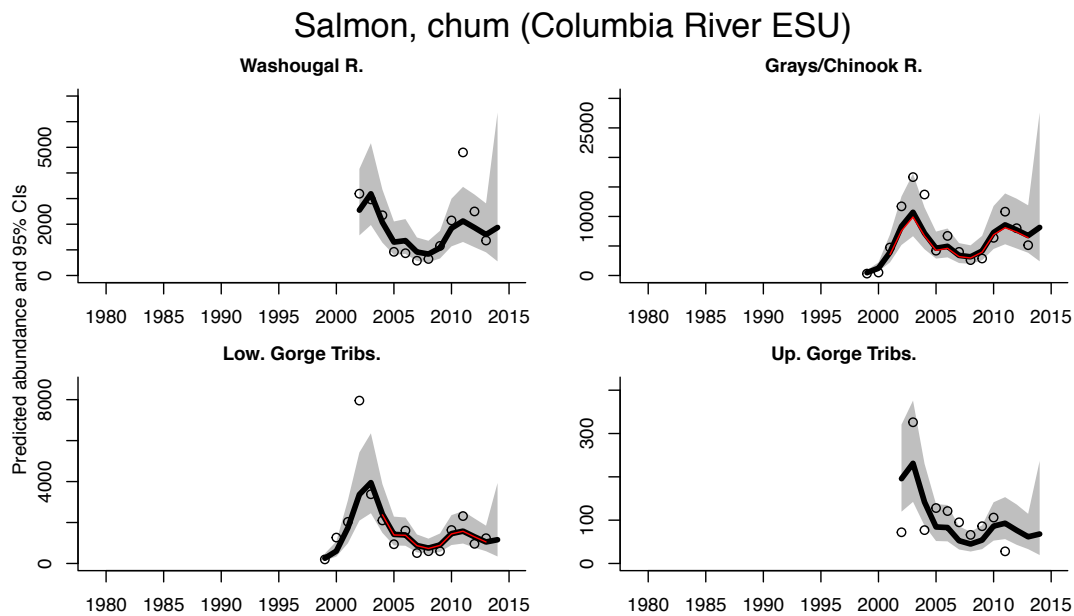 Salmon, chum (Columbia River ESU)
Washougal R.
Grays/Chinook R.
Predicted abundance and 95% CIs
0 2000 5000
1980 1985 1990 1995 2000 2005 2010 2015
0 10000 25000
1980 1985 1990 1995 2000 2005 2010 2015
Low. Gorge Tribs.
Up. Gorge Tribs.
0 4000 8000
1980 1985 1990 1995 2000 2005 2010 2015
0 100 300
1980 1985 1990 1995 2000 2005 2010 2015